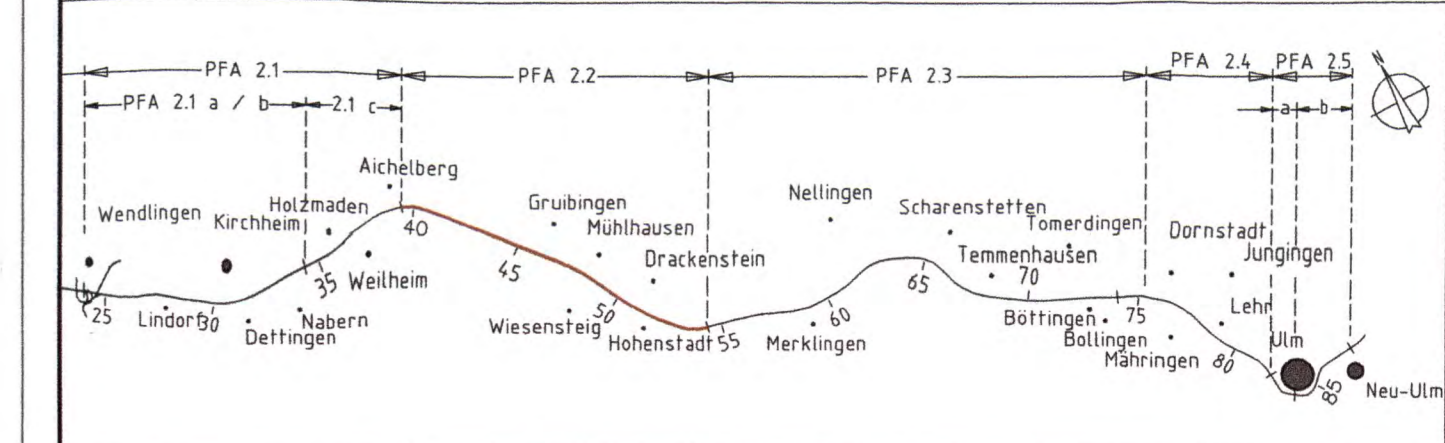 PFA 2.1 PFA 2.2 PFA 2.3 PFA 2.4 PFA 2.5
PFA 2.1 a / b 2.1 c a b
N
Aichelberg
Wendlingen Kirchheim Holzmaden Gruibingen Mühlhausen Nellingen Scharenstetten Tomerdingen Dornstadt Jungingen
40
Weilheim 35 45 Drackenstein 65 Temmenhausen 70
25 Lindorf 30 Dettingen Nabern Wiesensteig 50 Hohenstadt 55 Merklingen 60 Böttingen 75 Lehr
Bollingen Mähringen 80 Ulm 85 Neu-Ulm